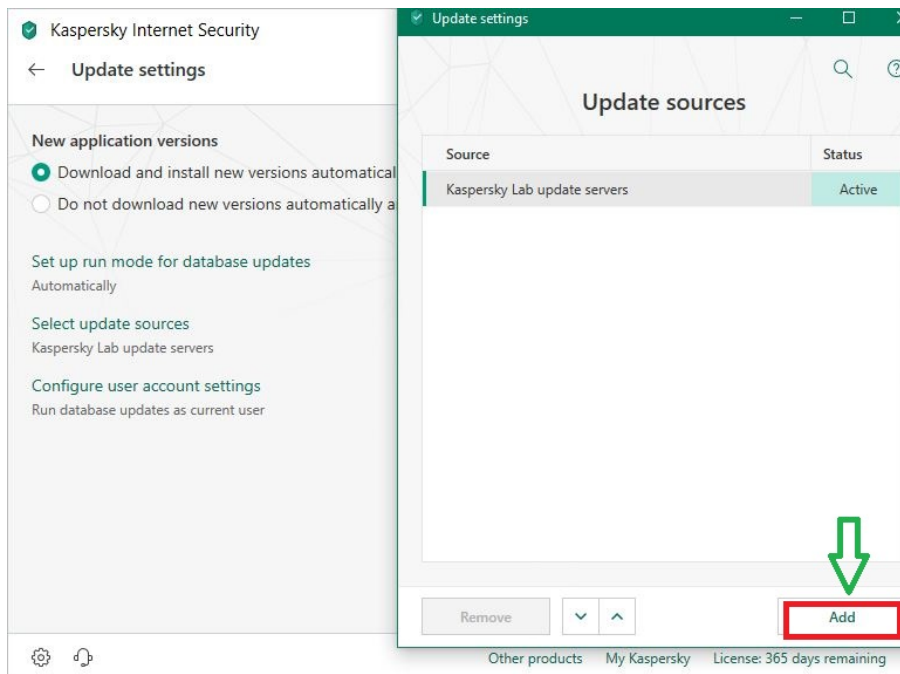 Kaspersky Internet Security
Update settings
New application versions
Download and install new versions automatical
Do not download new versions automatically a
Set up run mode for database updates
Automatically
Select update sources
Kaspersky Lab update servers
Configure user account settings
Run database updates as current user
Update settings
Update sources
Source Status
Kaspersky Lab update servers Active
Remove Add
Other products My Kaspersky License: 365 days remaining